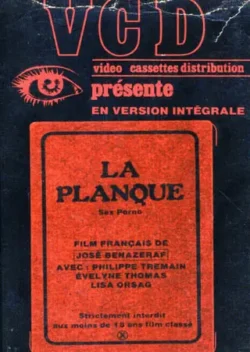 VCD
video cassettes distribution
présente
EN VERSION INTÉGRALE
LA
PLANQUE
Sex Porno
FILM FRANÇAIS DE
JOSÉ BENAZERAF
AVEC : PHILIPPE TREMAIN
ÉVELYNE THOMAS
LISA ORSAG
Strictement interdit
aux moins de 18 ans film classé
X